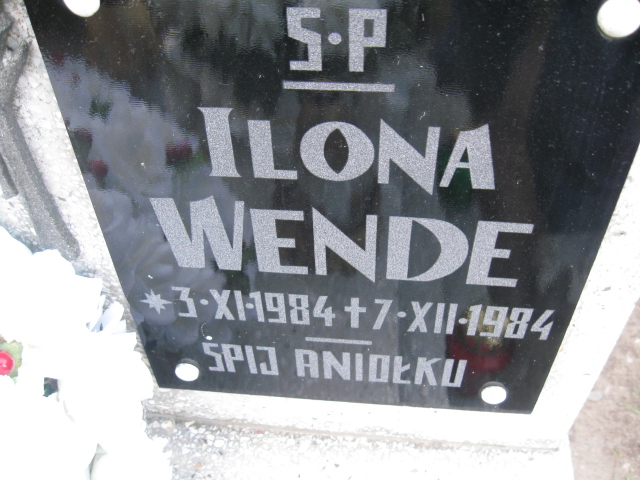 Ś·P
ILONA
WENDE
*3·XI·1984 +7·XII·1984
ŚPIJ ANIOŁKU